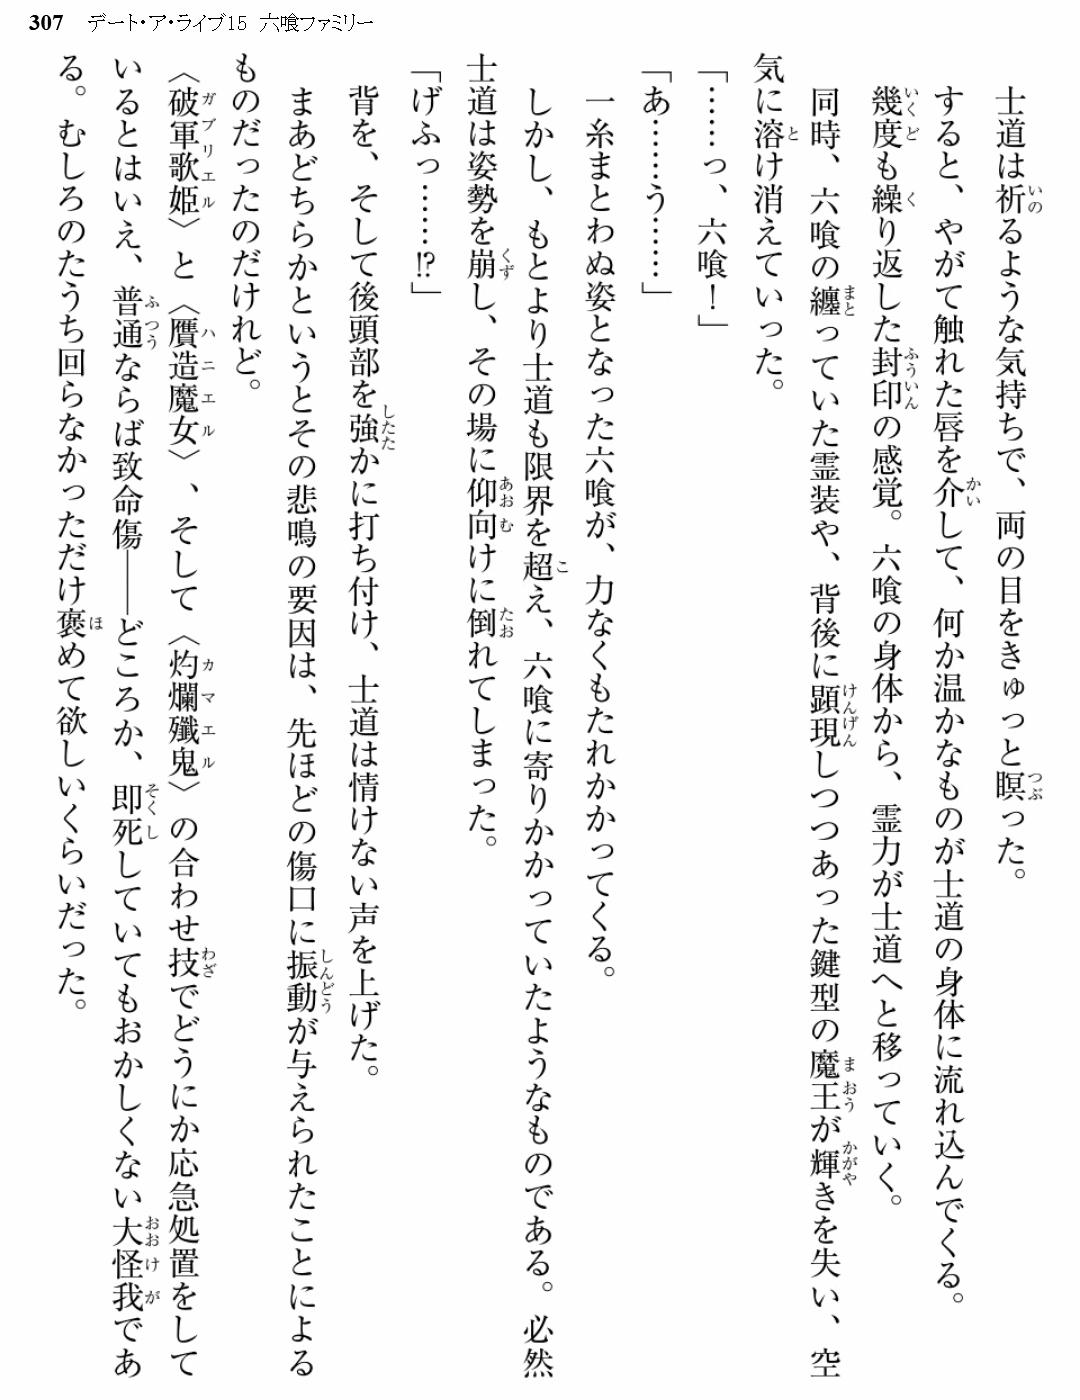 307 デート・ア・ライブ15 六喰ファミリー
士道は祈るような気持ちで、両の目をきゅっと瞑った。
すると、やがて触れた唇を介して、何か温かなものが士道の身体に流れ込んでくる。
幾度も繰り返した封印の感覚。六喰の身体から、霊力が士道へと移っていく。
同時、六喰の纏っていた霊装や、背後に顕現しつつあった鍵型の魔王が輝きを失い、空
気に溶け消えていった。
「……っ、六喰！」
「あ……う……」
一糸まとわぬ姿となった六喰が、力なくもたれかかってくる。
しかし、もとより士道も限界を超え、六喰に寄りかかっていたようなものである。必然
士道は姿勢を崩し、その場に仰向けに倒れてしまった。
「げふっ……!?」
背を、そして後頭部を強かに打ち付け、士道は情けない声を上げた。
まあどちらかというとその悲鳴の要因は、先ほどの傷口に振動が与えられたことによる
ものだったのだけれど。
〈破軍歌姫〉と〈贋造魔女〉、そして〈灼爛殲鬼〉の合わせ技でどうにか応急処置をして
いるとはいえ、普通ならば致命傷――どころか、即死していてもおかしくない大怪我であ
る。むしろのたうち回らなかっただけ褒めて欲しいくらいだった。